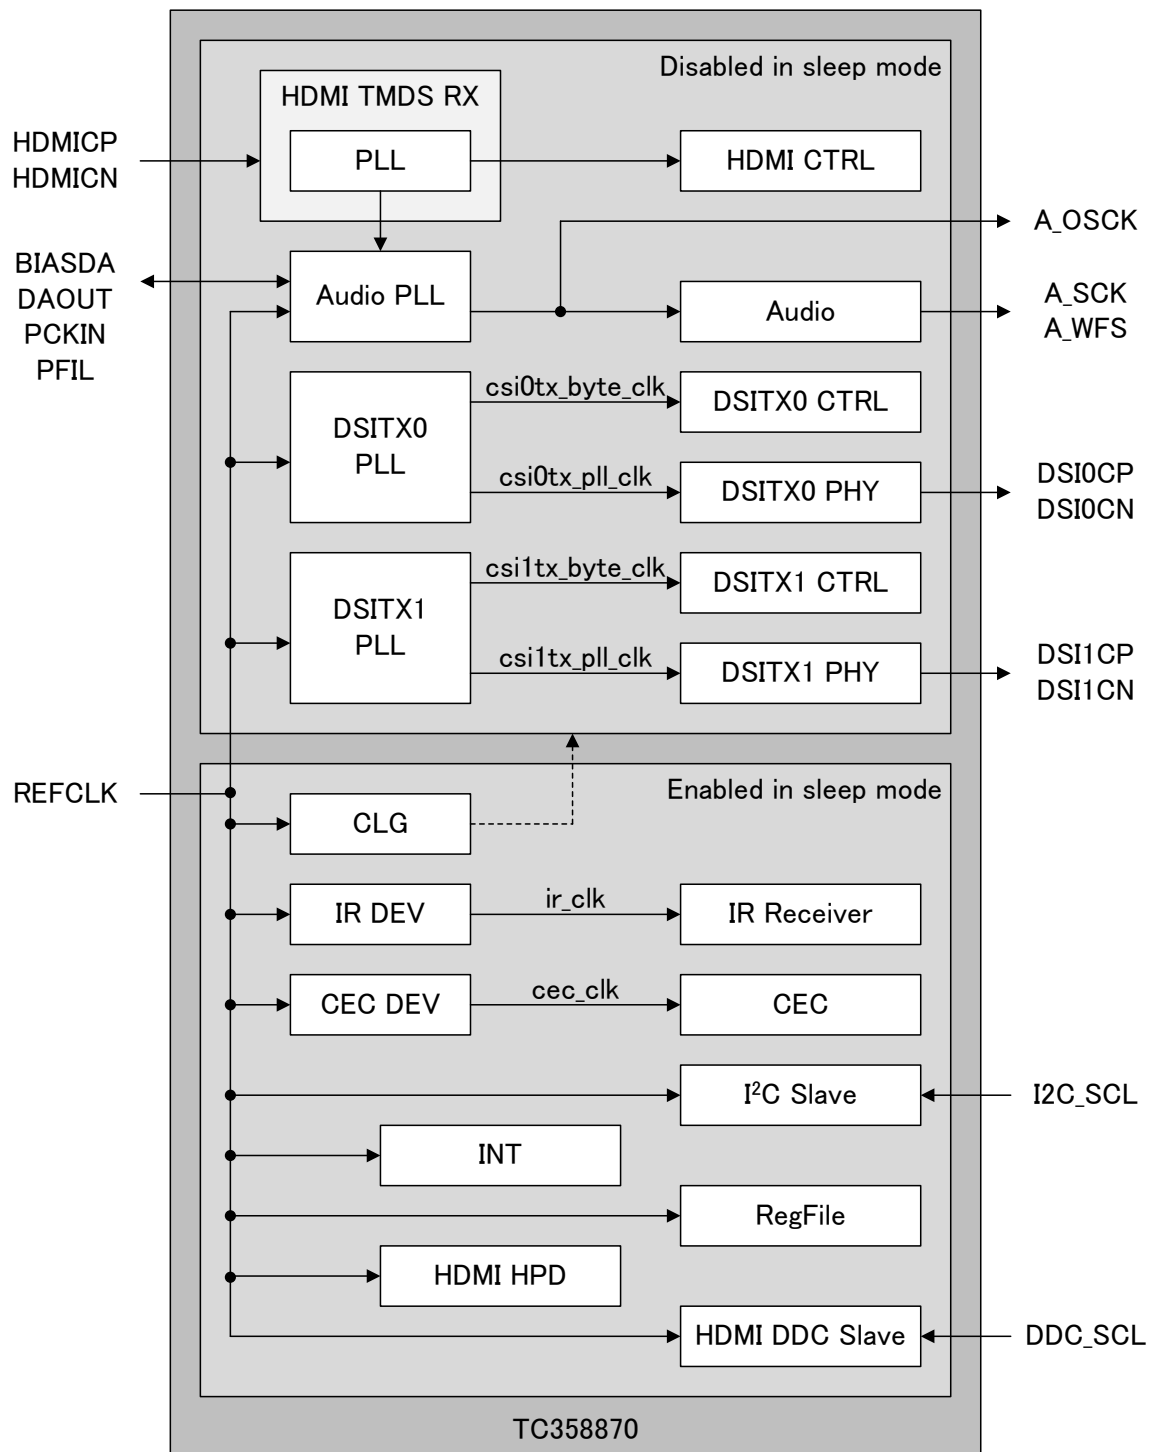 Disabled in sleep mode
HDMI TMDS RX
HDMICP
HDMICN
PLL
HDMI CTRL
A_OSCK
BIASDA
DAOUT
PCKIN
PFIL
Audio PLL
Audio
A_SCK
A_WFS
DSITX0
PLL
csi0tx_byte_clk
DSITX0 CTRL
csi0tx_pll_clk
DSITX0 PHY
DSI0CP
DSI0CN
DSITX1
PLL
csi1tx_byte_clk
DSITX1 CTRL
csi1tx_pll_clk
DSITX1 PHY
DSI1CP
DSI1CN
REFCLK
Enabled in sleep mode
CLG
IR DEV
ir_clk
IR Receiver
CEC DEV
cec_clk
CEC
I²C Slave
I2C_SCL
INT
RegFile
HDMI HPD
HDMI DDC Slave
DDC_SCL
TC358870